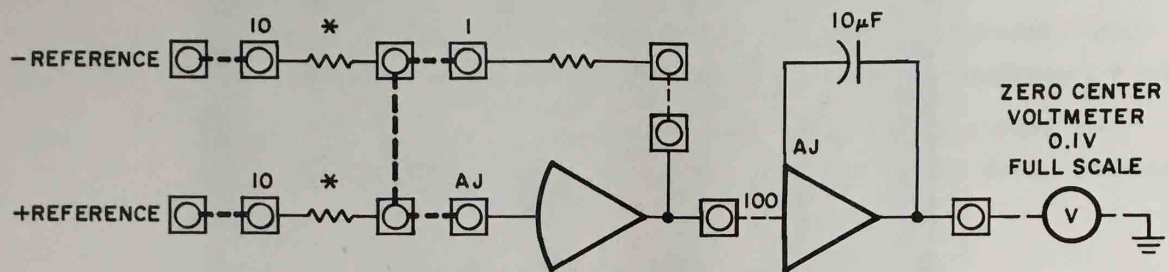 10 * 1 10µF
–REFERENCE
ZERO CENTER
VOLTMETER
0.1V
FULL SCALE
AJ
10 * AJ
+REFERENCE
100
V